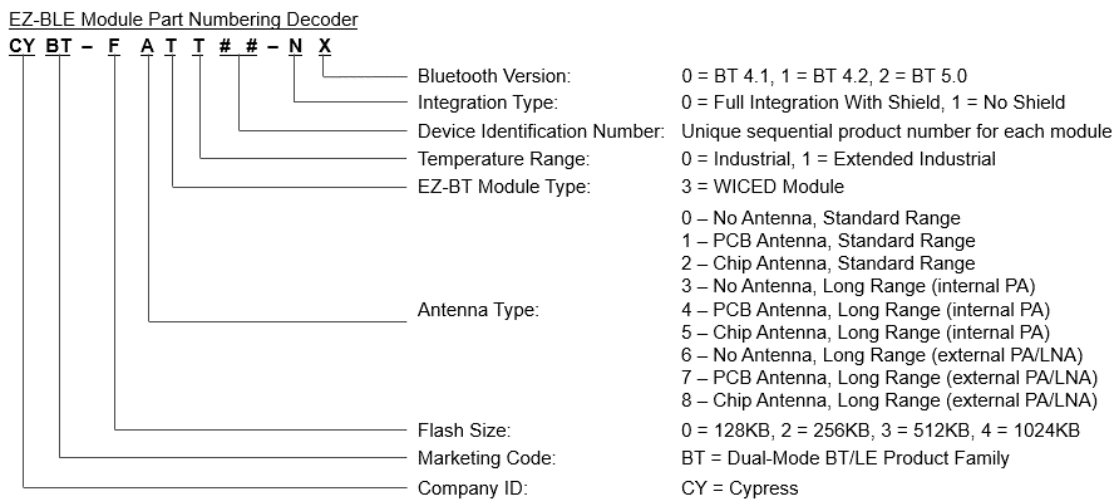 EZ-BLE Module Part Numbering Decoder
CY BT – F A T T # # – N X
Bluetooth Version: 0 = BT 4.1, 1 = BT 4.2, 2 = BT 5.0
Integration Type: 0 = Full Integration With Shield, 1 = No Shield
Device Identification Number: Unique sequential product number for each module
Temperature Range: 0 = Industrial, 1 = Extended Industrial
EZ-BT Module Type: 3 = WICED Module
0 – No Antenna, Standard Range
1 – PCB Antenna, Standard Range
2 – Chip Antenna, Standard Range
3 – No Antenna, Long Range (internal PA)
Antenna Type: 4 – PCB Antenna, Long Range (internal PA)
5 – Chip Antenna, Long Range (internal PA)
6 – No Antenna, Long Range (external PA/LNA)
7 – PCB Antenna, Long Range (external PA/LNA)
8 – Chip Antenna, Long Range (external PA/LNA)
Flash Size: 0 = 128KB, 2 = 256KB, 3 = 512KB, 4 = 1024KB
Marketing Code: BT = Dual-Mode BT/LE Product Family
Company ID: CY = Cypress